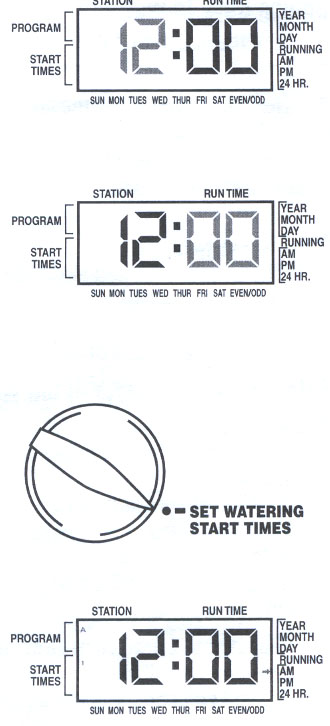 STATION RUN TIME
PROGRAM
START
TIMES
12:00
YEAR
MONTH
DAY
RUNNING
AM
PM
24 HR.
SUN MON TUES WED THUR FRI SAT EVEN/ODD
STATION RUN TIME
PROGRAM
START
TIMES
12:00
YEAR
MONTH
DAY
RUNNING
AM
PM
24 HR.
SUN MON TUES WED THUR FRI SAT EVEN/ODD
SET WATERING
START TIMES
STATION RUN TIME
PROGRAM
START
TIMES
A
1
12:00
YEAR
MONTH
DAY
RUNNING
AM
PM
24 HR.
SUN MON TUES WED THUR FRI SAT EVEN/ODD